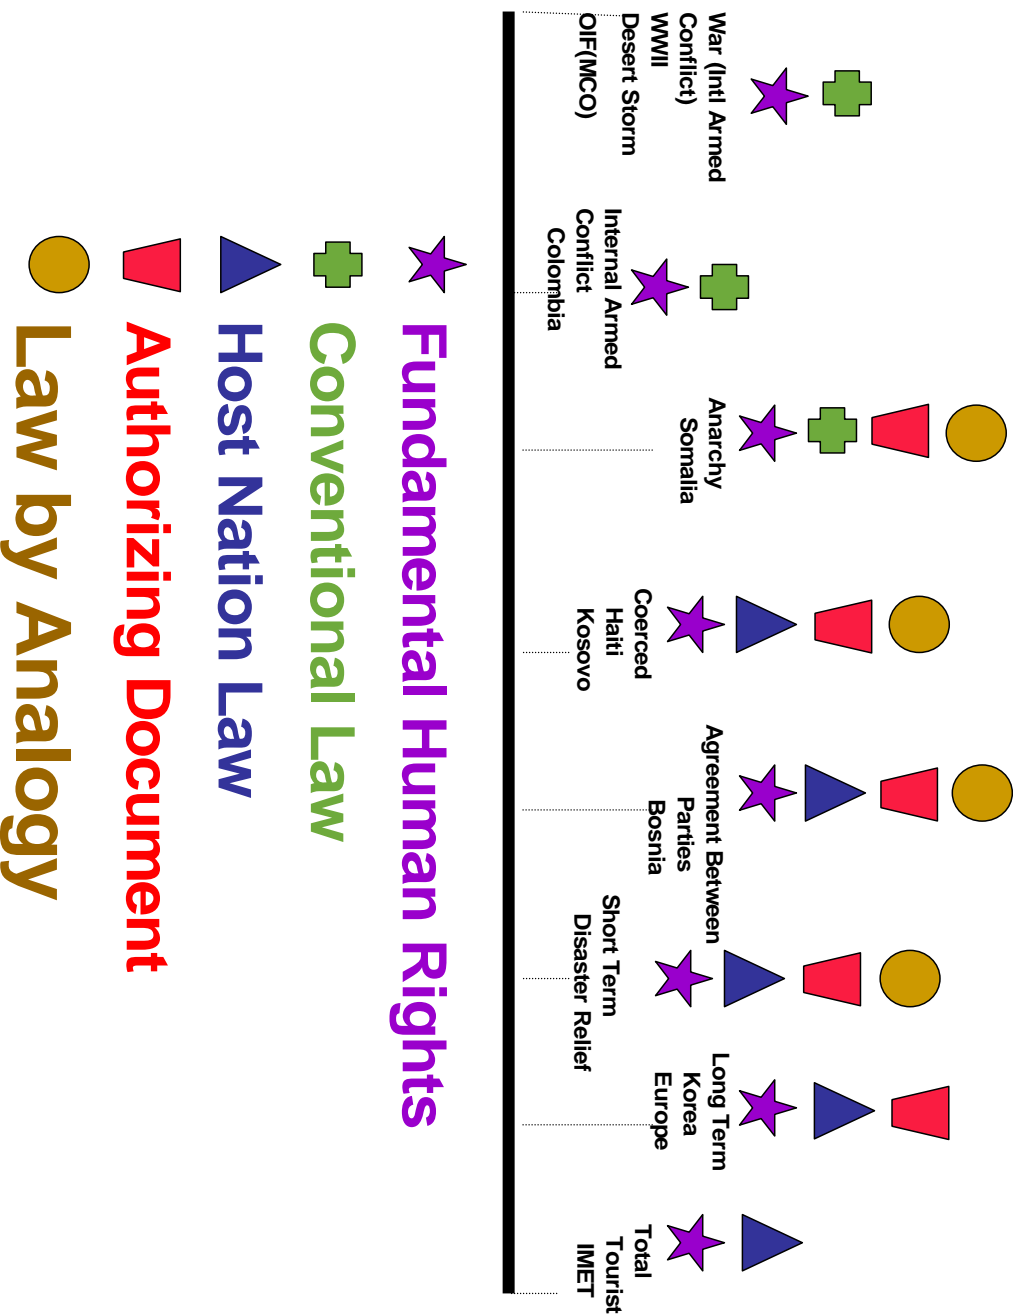 War (Intl Armed
Conflict)
WWII
Desert Storm
OIF(MCO)
Internal Armed
Conflict
Colombia
Anarchy
Somalia
Coerced
Haiti
Kosovo
Agreement Between
Parties
Bosnia
Short Term
Disaster Relief
Long Term
Korea
Europe
Total
Tourist
IMET
Fundamental Human Rights
Conventional Law
Host Nation Law
Authorizing Document
Law by Analogy